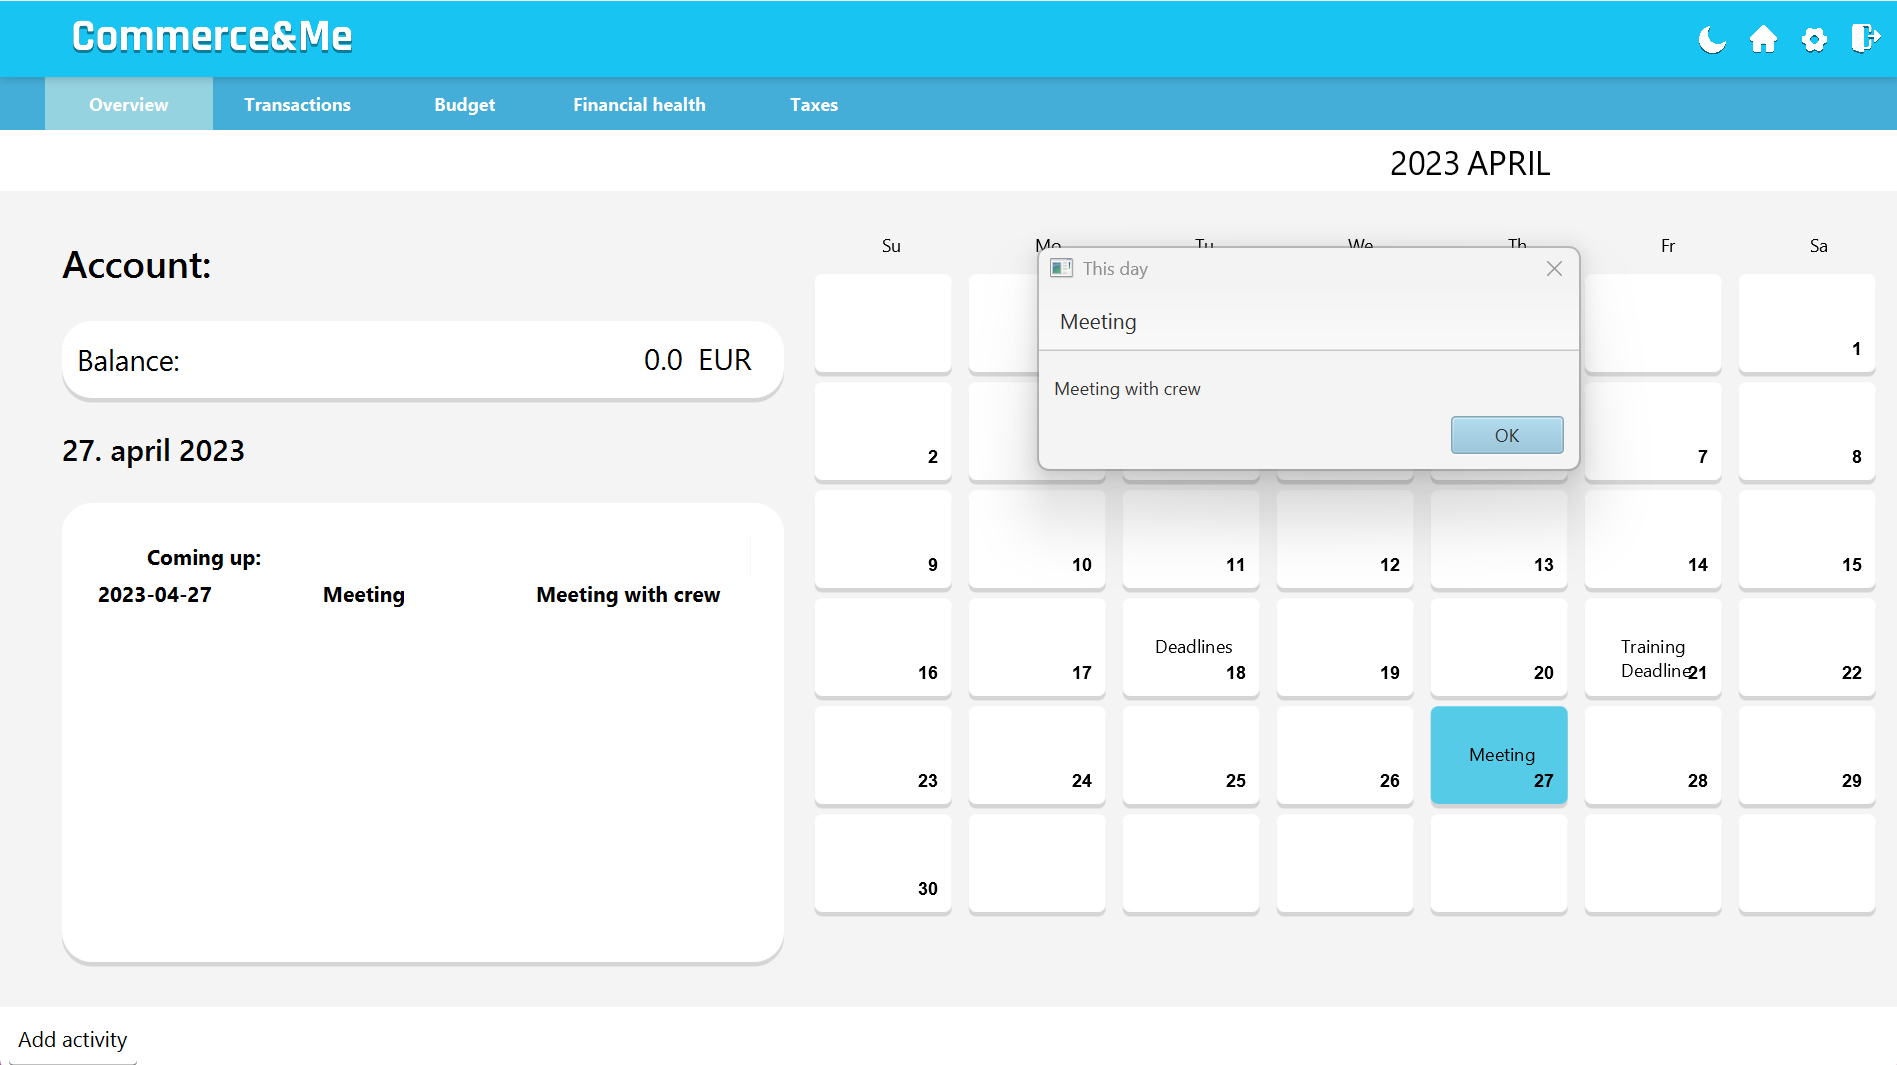 Commerce&Me
Overview Transactions Budget Financial health Taxes
2023 APRIL
Account:
Balance: 0.0 EUR
27. april 2023
Coming up:
2023-04-27 Meeting Meeting with crew
Su Mo Tu We Th Fr Sa
This day
Meeting
Meeting with crew
OK
1
2 7 8
9 10 11 12 13 14 15
Deadlines
Training
Deadline
16 17 18 19 20 21 22
Meeting
23 24 25 26 27 28 29
30
Add activity